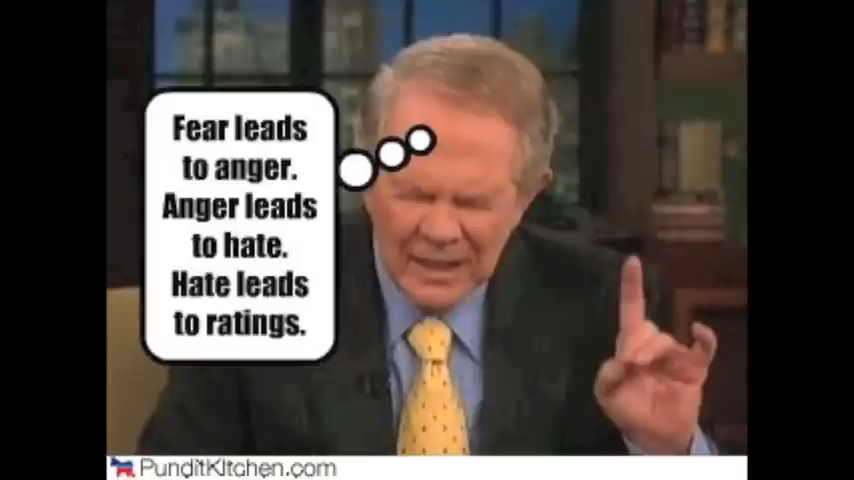 Fear leads
to anger.
Anger leads
to hate.
Hate leads
to ratings.
PunditKitchen.com